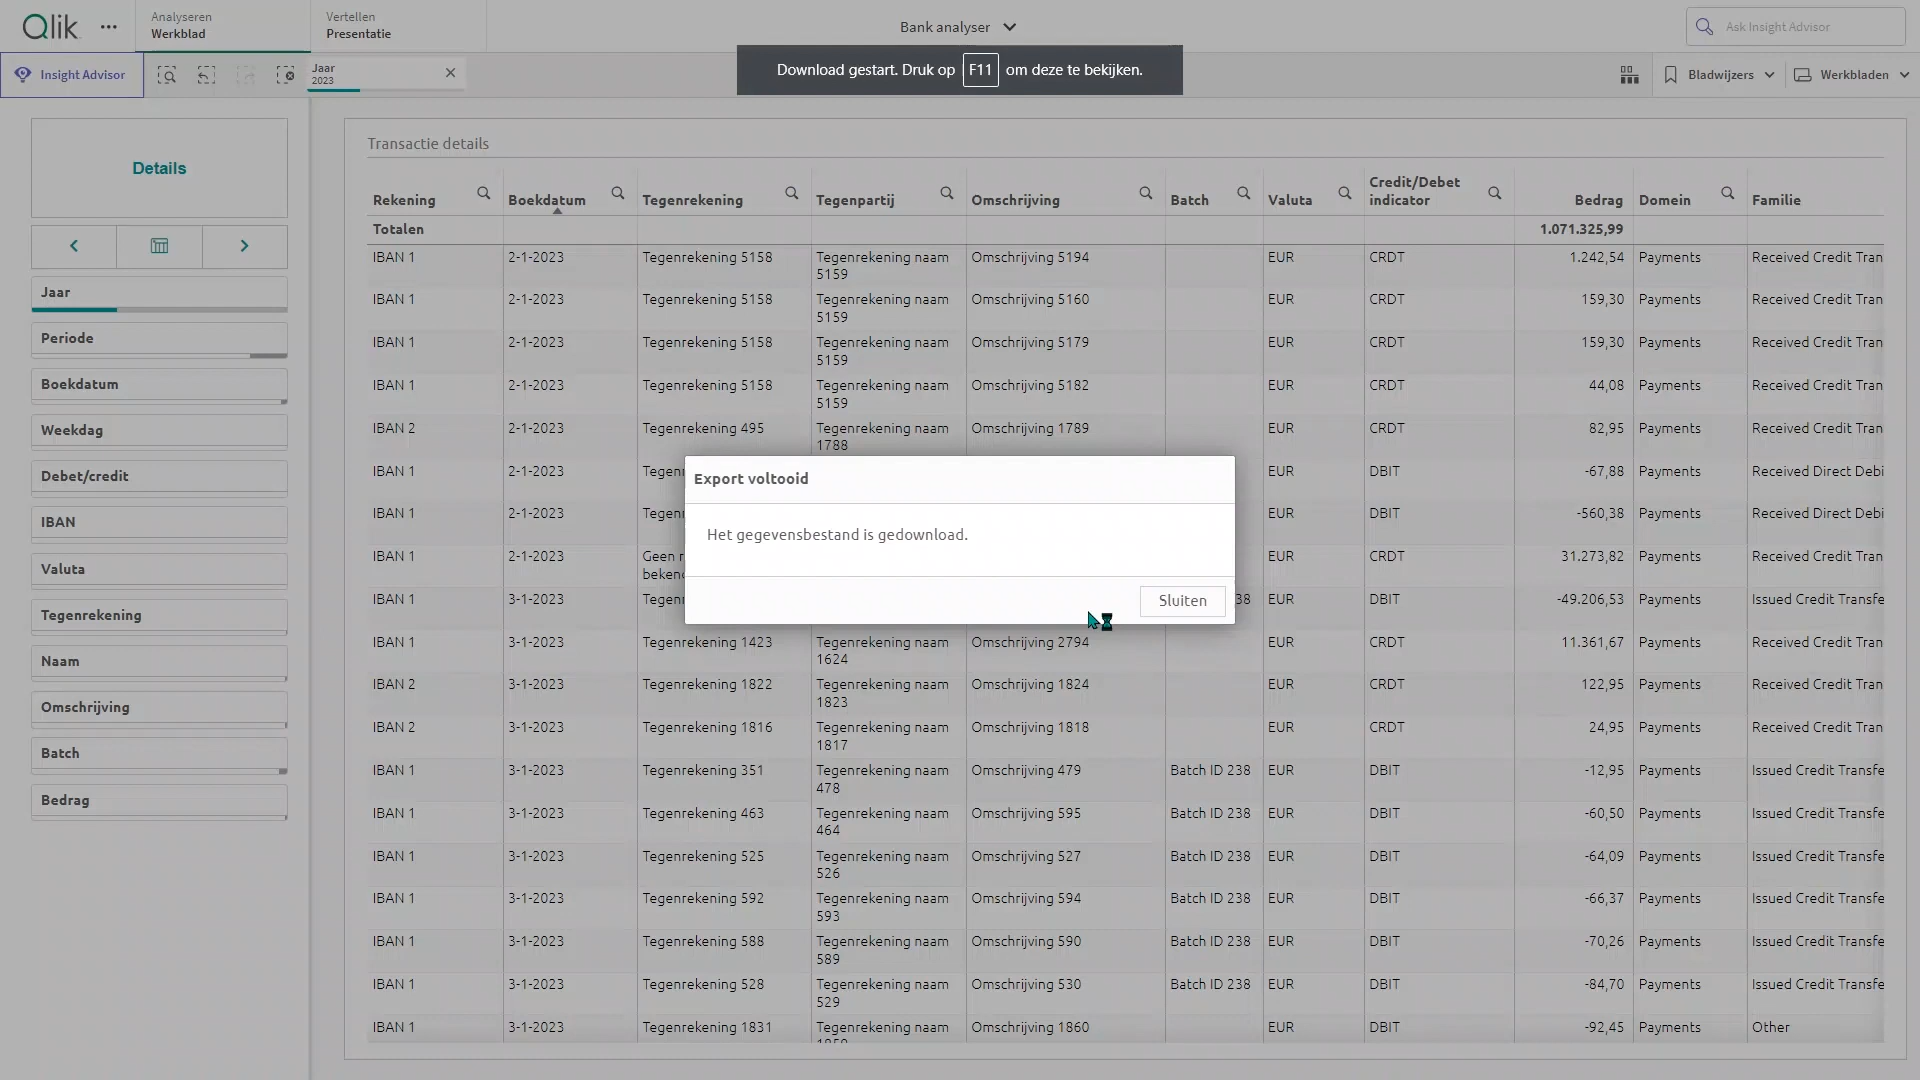 Qlik
Analyseren
Werkblad
Vertellen
Presentatie
Bank analyser
Ask Insight Advisor
Insight Advisor
Jaar
2023
Download gestart. Druk op F11 om deze te bekijken.
Bladwijzers
Werkbladen
Details
Jaar
Periode
Boekdatum
Weekdag
Debet/credit
IBAN
Valuta
Tegenrekening
Naam
Omschrijving
Batch
Bedrag
Transactie details
Rekening Boekdatum Tegenrekening Tegenpartij Omschrijving Batch Valuta Credit/Debet indicator Bedrag Domein Familie
Totalen 1.071.325,99
IBAN 1 2-1-2023 Tegenrekening 5158 Tegenrekening naam 5159 Omschrijving 5194 EUR CRDT 1.242,54 Payments Received Credit Tran
IBAN 1 2-1-2023 Tegenrekening 5158 Tegenrekening naam 5159 Omschrijving 5160 EUR CRDT 159,30 Payments Received Credit Tran
IBAN 1 2-1-2023 Tegenrekening 5158 Tegenrekening naam 5159 Omschrijving 5179 EUR CRDT 159,30 Payments Received Credit Tran
IBAN 1 2-1-2023 Tegenrekening 5158 Tegenrekening naam 5159 Omschrijving 5182 EUR CRDT 44,08 Payments Received Credit Tran
IBAN 2 2-1-2023 Tegenrekening 495 Tegenrekening naam 1788 Omschrijving 1789 EUR CRDT 82,95 Payments Received Credit Tran
IBAN 1 2-1-2023 Tegen EUR DBIT -67,88 Payments Received Direct Debi
IBAN 1 2-1-2023 Tegen EUR DBIT -560,38 Payments Received Direct Debi
IBAN 1 2-1-2023 Geen r beken EUR CRDT 31.273,82 Payments Received Credit Tran
IBAN 1 3-1-2023 Tegen 38 EUR DBIT -49.206,53 Payments Issued Credit Transfe
IBAN 1 3-1-2023 Tegenrekening 1423 Tegenrekening naam 1624 Omschrijving 2794 EUR CRDT 11.361,67 Payments Received Credit Tran
IBAN 2 3-1-2023 Tegenrekening 1822 Tegenrekening naam 1823 Omschrijving 1824 EUR CRDT 122,95 Payments Received Credit Tran
IBAN 2 3-1-2023 Tegenrekening 1816 Tegenrekening naam 1817 Omschrijving 1818 EUR CRDT 24,95 Payments Received Credit Tran
IBAN 1 3-1-2023 Tegenrekening 351 Tegenrekening naam 478 Omschrijving 479 Batch ID 238 EUR DBIT -12,95 Payments Issued Credit Transfe
IBAN 1 3-1-2023 Tegenrekening 463 Tegenrekening naam 464 Omschrijving 595 Batch ID 238 EUR DBIT -60,50 Payments Issued Credit Transfe
IBAN 1 3-1-2023 Tegenrekening 525 Tegenrekening naam 526 Omschrijving 527 Batch ID 238 EUR DBIT -64,09 Payments Issued Credit Transfe
IBAN 1 3-1-2023 Tegenrekening 592 Tegenrekening naam 593 Omschrijving 594 Batch ID 238 EUR DBIT -66,37 Payments Issued Credit Transfe
IBAN 1 3-1-2023 Tegenrekening 588 Tegenrekening naam 589 Omschrijving 590 Batch ID 238 EUR DBIT -70,26 Payments Issued Credit Transfe
IBAN 1 3-1-2023 Tegenrekening 528 Tegenrekening naam 529 Omschrijving 530 Batch ID 238 EUR DBIT -84,70 Payments Issued Credit Transfe
IBAN 1 3-1-2023 Tegenrekening 1831 Tegenrekening naam Omschrijving 1860 EUR DBIT -92,45 Payments Other
Export voltooid
Het gegevensbestand is gedownload.
Sluiten